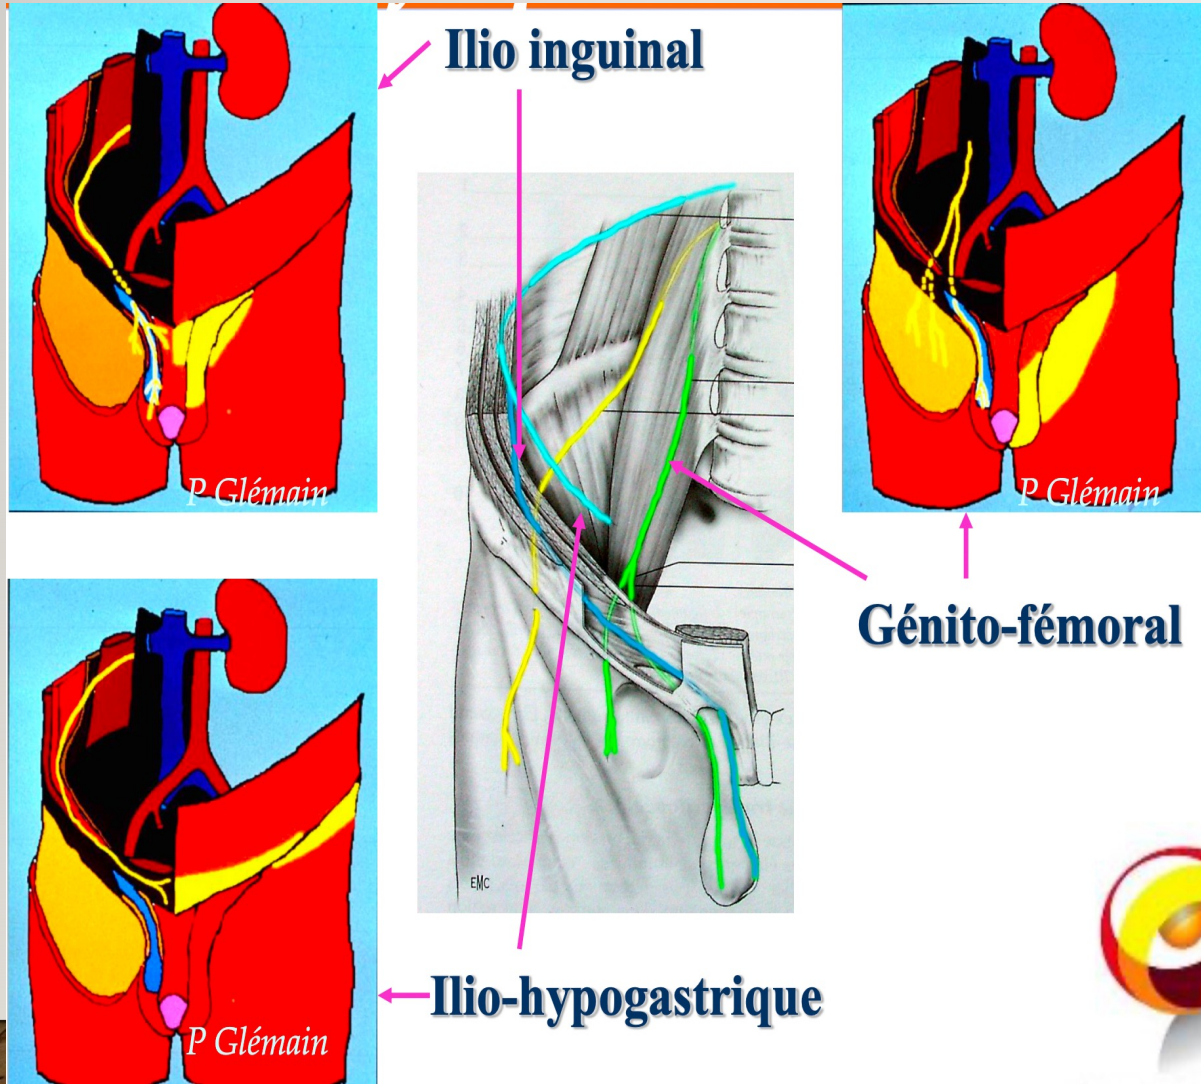 Ilio inguinal
P Glémain
P Glémain
Génito-fémoral
EMC
Ilio-hypogastrique
P Glémain